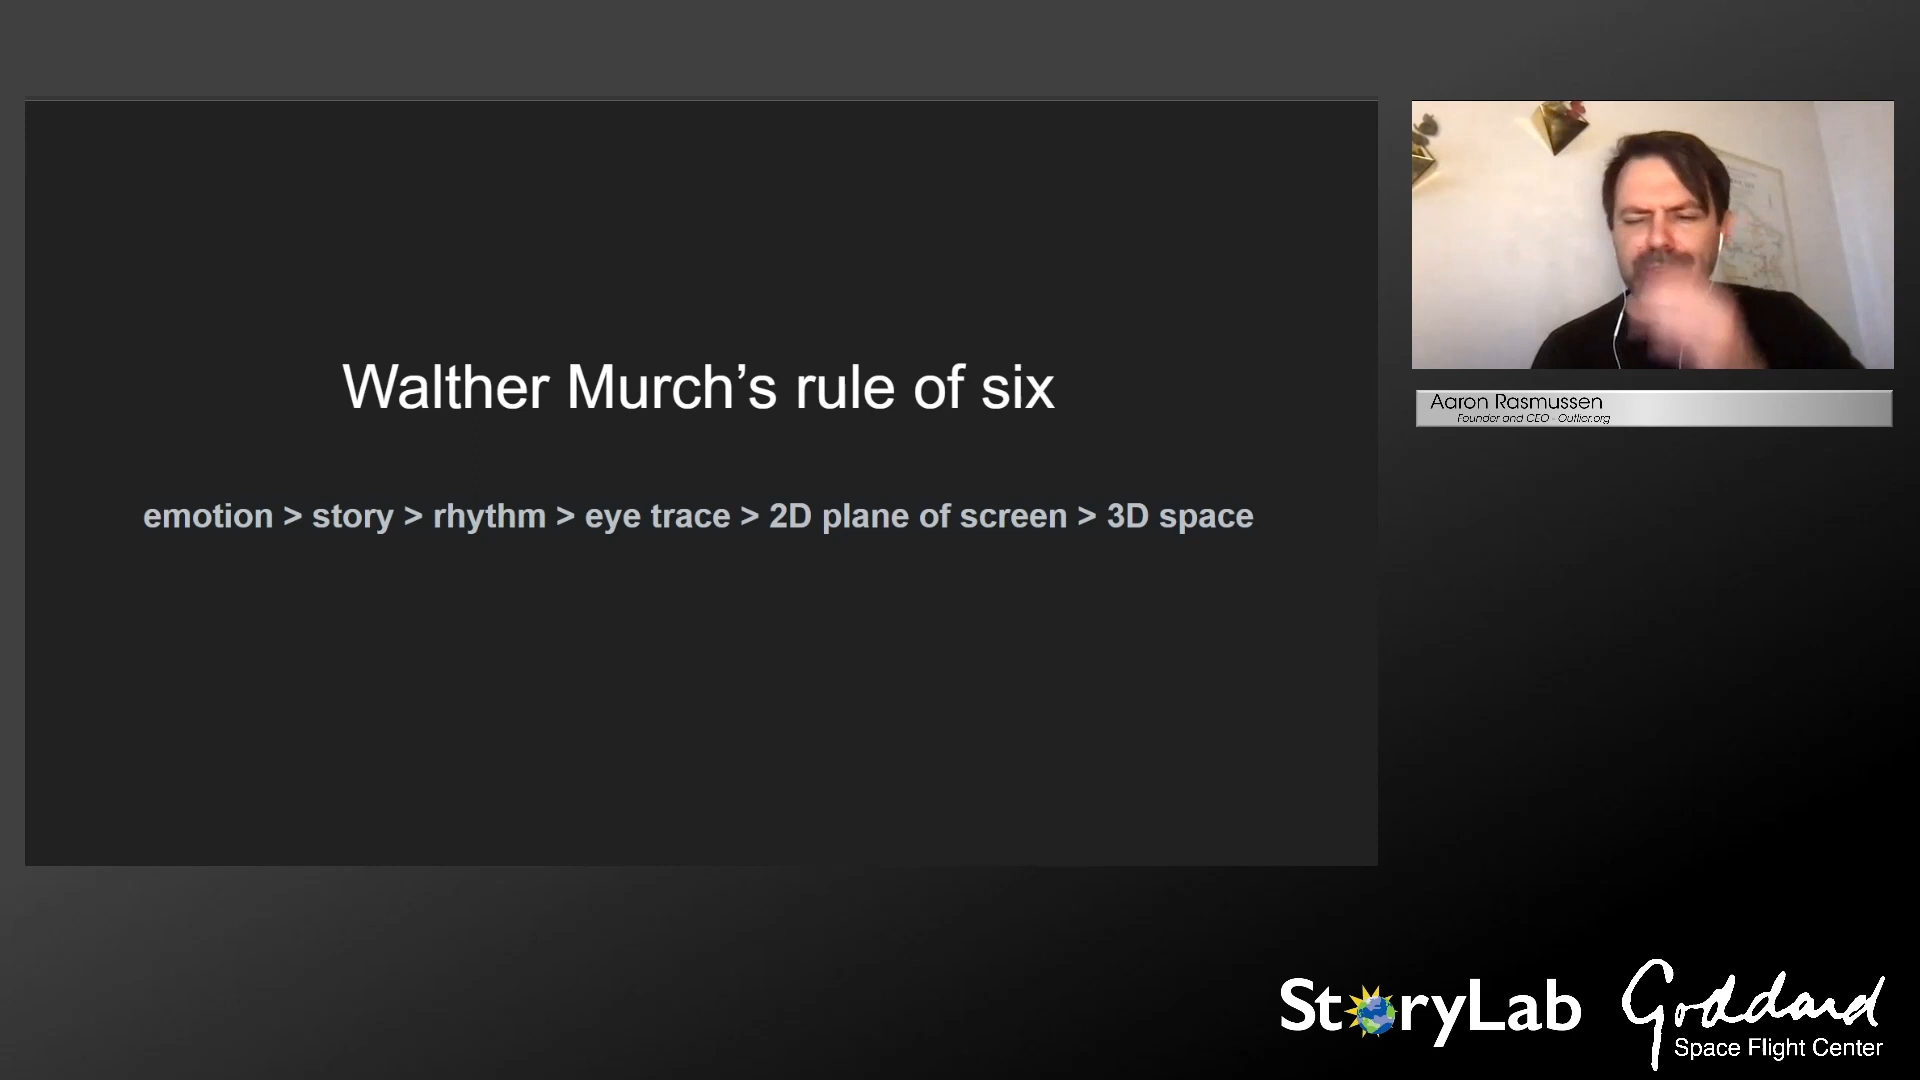 Walther Murch’s rule of six
emotion > story > rhythm > eye trace > 2D plane of screen > 3D space
Aaron Rasmussen
Founder and CEO - Outlier.org
StoryLab
Goddard
Space Flight Center